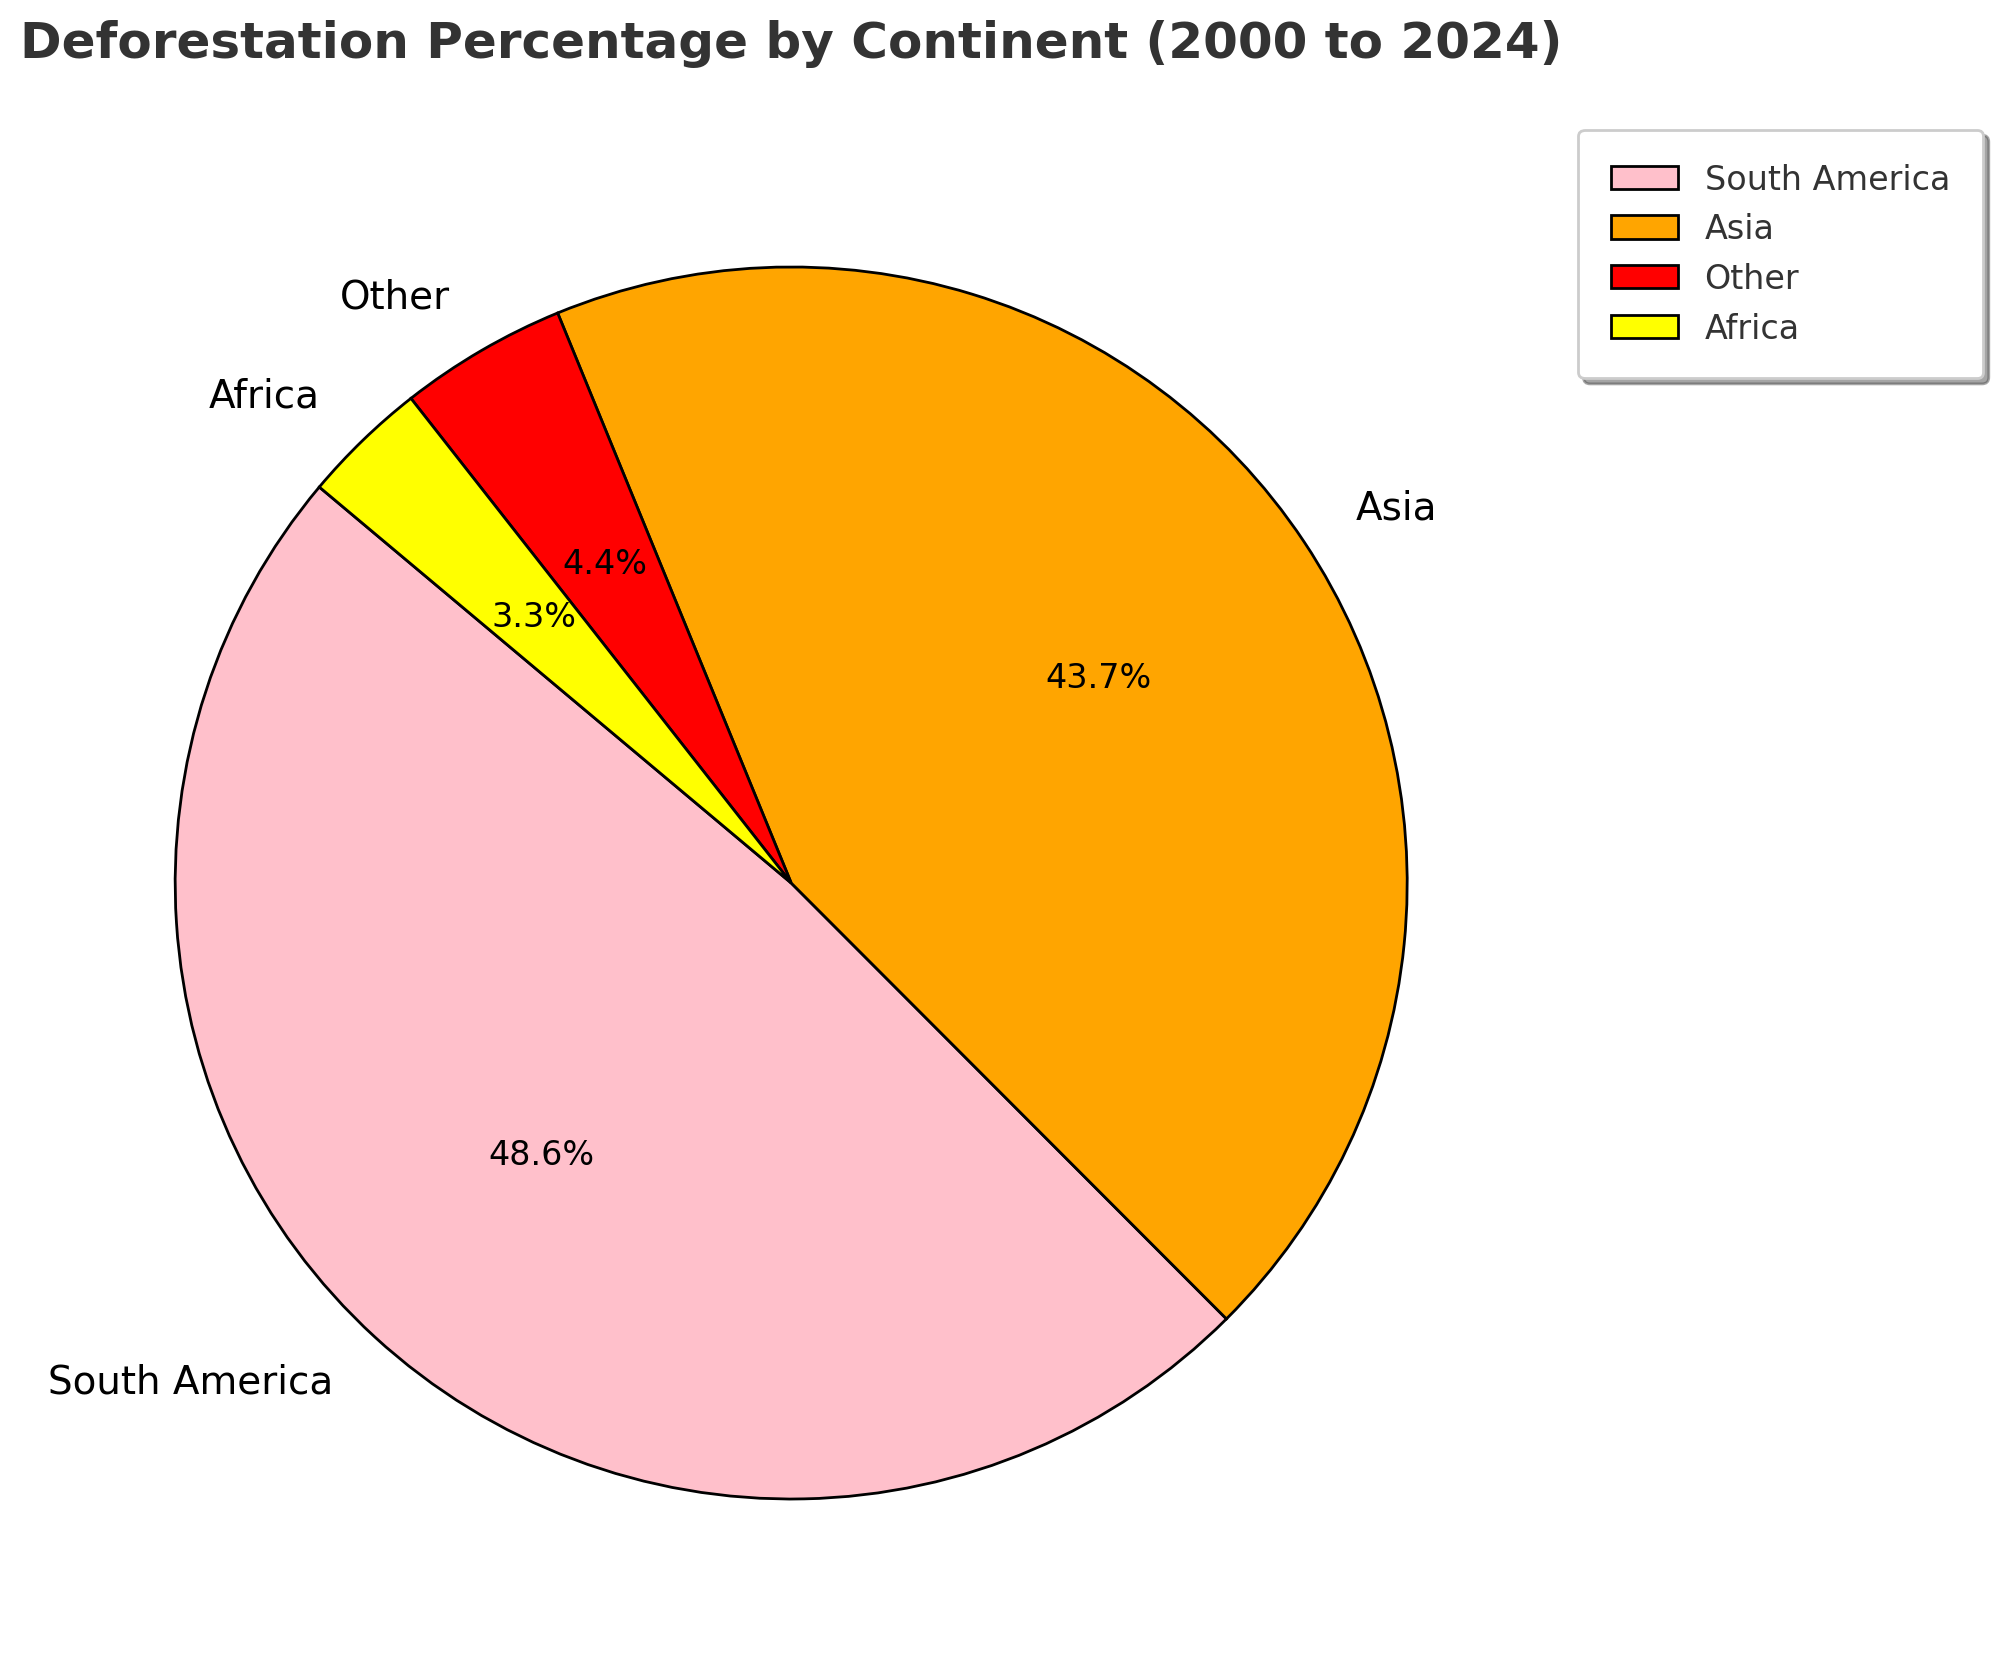 Deforestation Percentage by Continent (2000 to 2024)
South America
Asia
Other
Africa
Other
Africa
Asia
4.4%
3.3%
43.7%
48.6%
South America